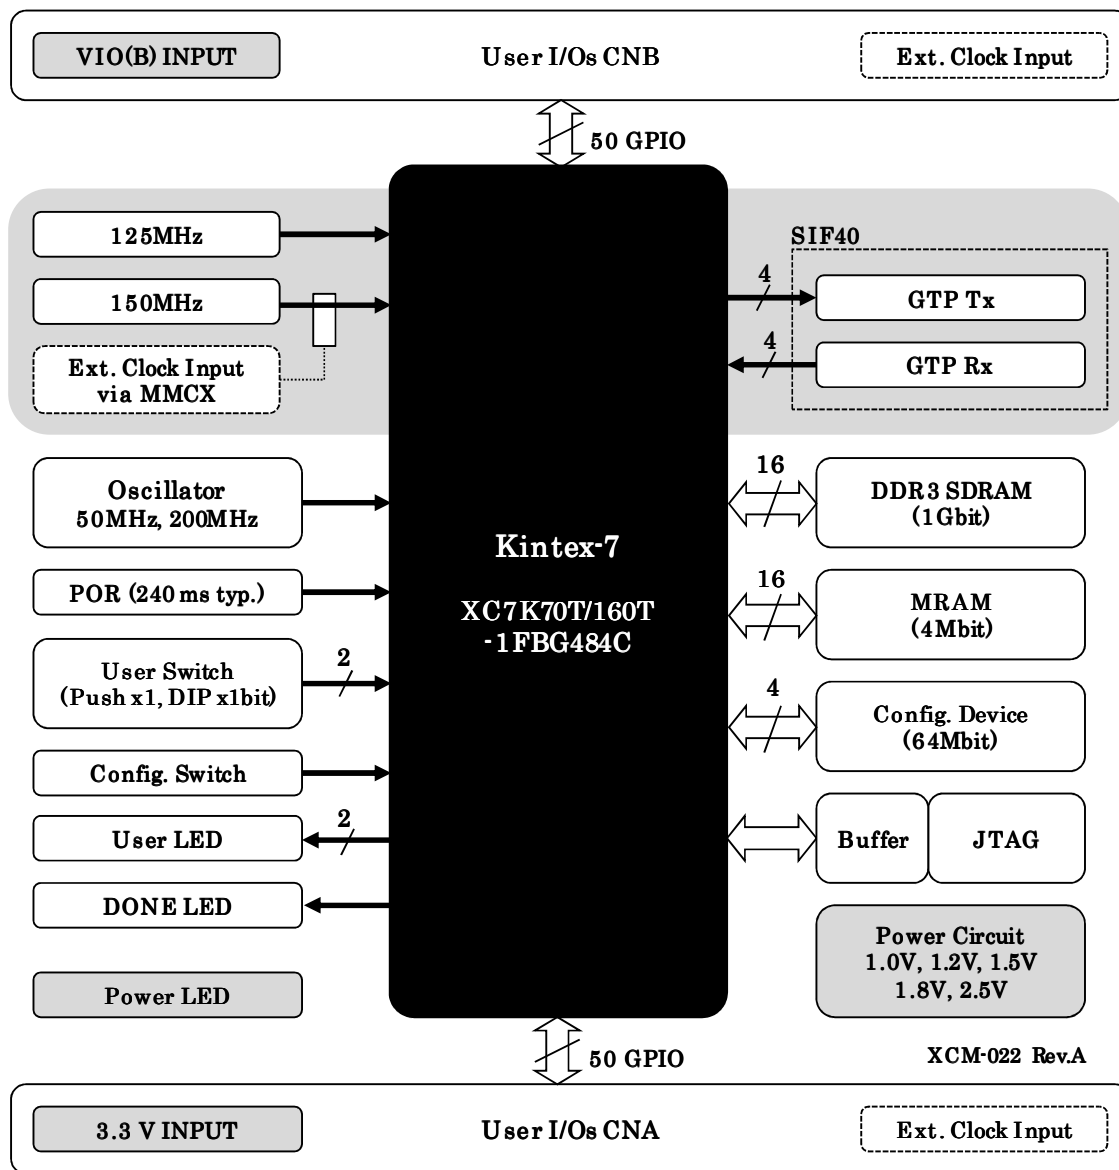 VIO(B) INPUT
User I/Os CNB
Ext. Clock Input
50 GPIO
125MHz
150MHz
Ext. Clock Input
via MMCX
SIF40
4
GTP Tx
4
GTP Rx
Oscillator
50MHz, 200MHz
POR (240 ms typ.)
User Switch
(Push x1, DIP x1bit)
2
Config. Switch
User LED
2
DONE LED
Power LED
Kintex-7
XC7K70T/160T
-1FBG484C
16
DDR3 SDRAM
(1Gbit)
16
MRAM
(4Mbit)
4
Config. Device
(64Mbit)
Buffer
JTAG
Power Circuit
1.0V, 1.2V, 1.5V
1.8V, 2.5V
50 GPIO
XCM-022 Rev.A
3.3 V INPUT
User I/Os CNA
Ext. Clock Input